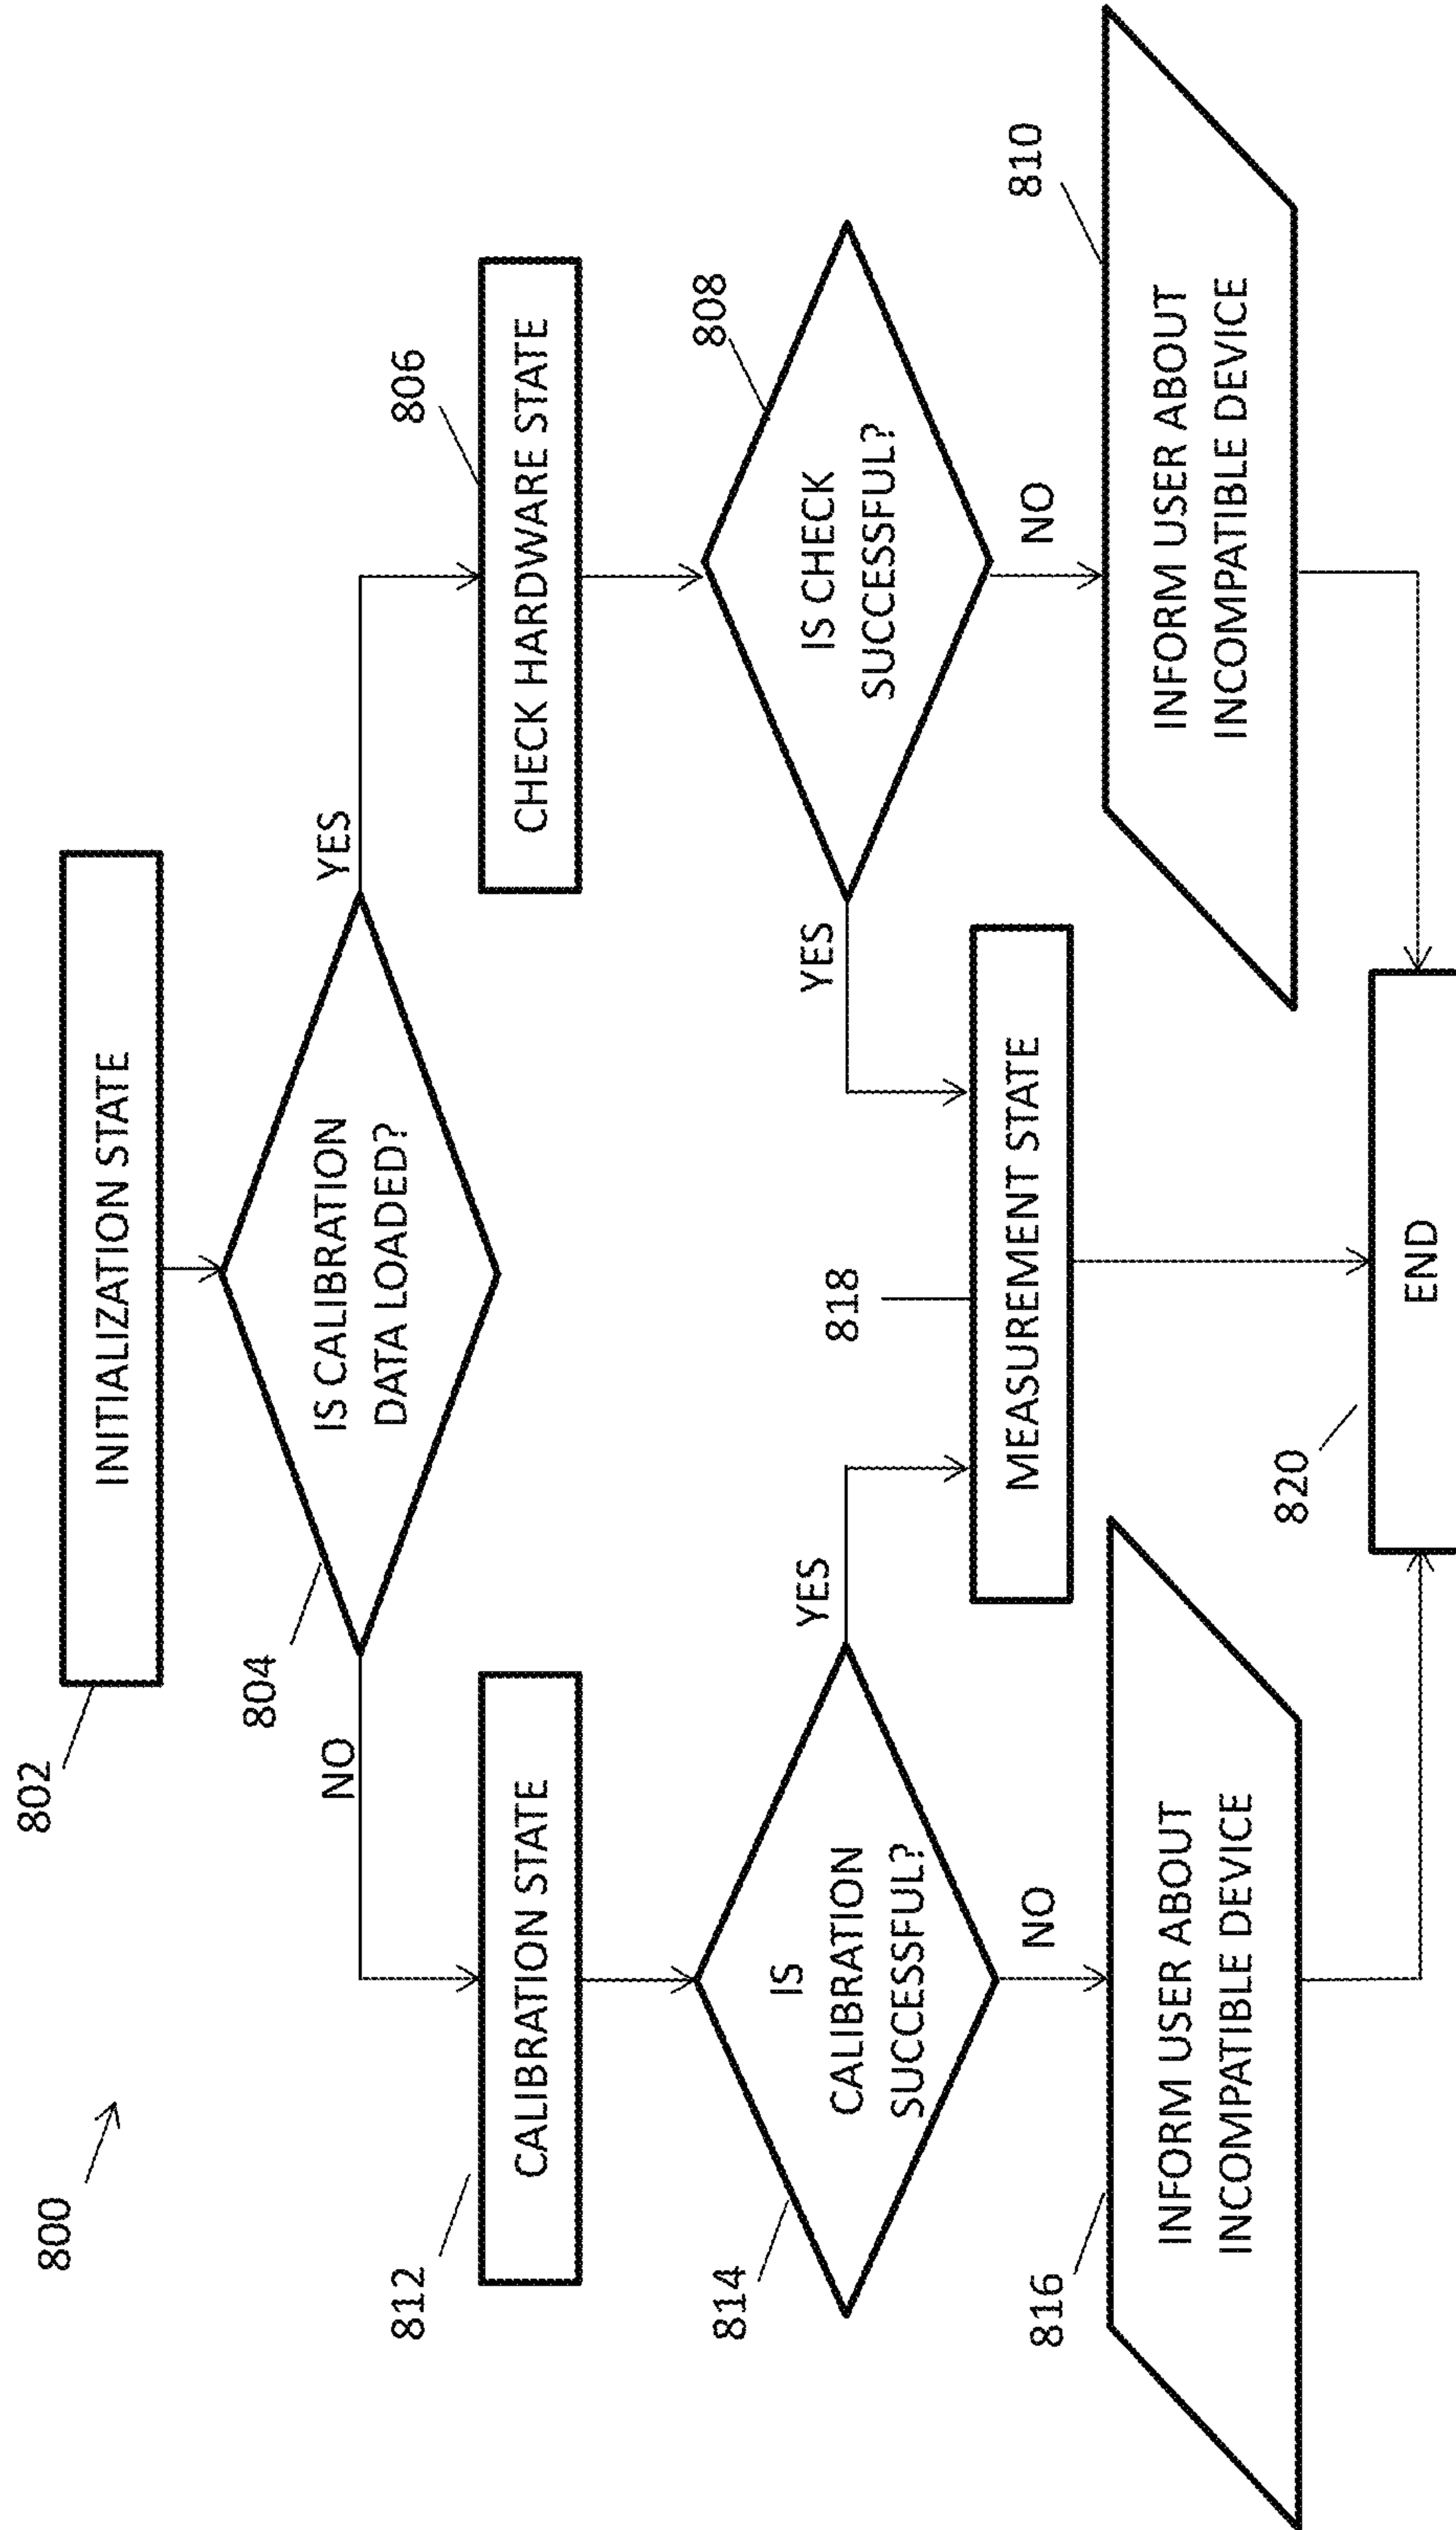 800
802
INITIALIZATION STATE
804
IS CALIBRATION
DATA LOADED?
NO
YES
812
CALIBRATION STATE
806
CHECK HARDWARE STATE
814
IS
CALIBRATION
SUCCESSFUL?
YES
NO
808
IS CHECK
SUCCESSFUL?
YES
NO
818
MEASUREMENT STATE
816
INFORM USER ABOUT
INCOMPATIBLE DEVICE
810
INFORM USER ABOUT
INCOMPATIBLE DEVICE
820
END